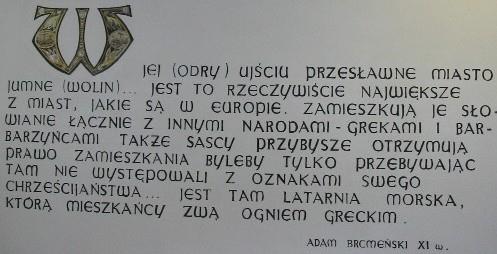 W JEJ (ODRY) UJŚCIU PRZESŁAWNE MIASTO
JUMNE (WOLIN)... JEST TO RZECZYWIŚCIE NAJWIĘKSZE
Z MIAST, JAKIE SĄ W EUROPIE. ZAMIESZKUJĄ JE SŁO-
WIANIE ŁĄCZNIE Z INNYMI NARODAMI-GREKAMI I BAR-
BARZYŃCAMI TAKŻE SASCY PRZYBYSZE OTRZYMUJĄ
PRAWO ZAMIESZKANIA BYLEBY TYLKO PRZEBYWAJĄC
TAM NIE WYSTĘPOWALI Z OZNAKAMI SWEGO
CHRZEŚCIJAŃSTWA... JEST TAM LATARNIA MORSKA,
KTÓRĄ MIESZKAŃCY ZWĄ OGNIEM GRECKIM.
ADAM BREMEŃSKI XI w.